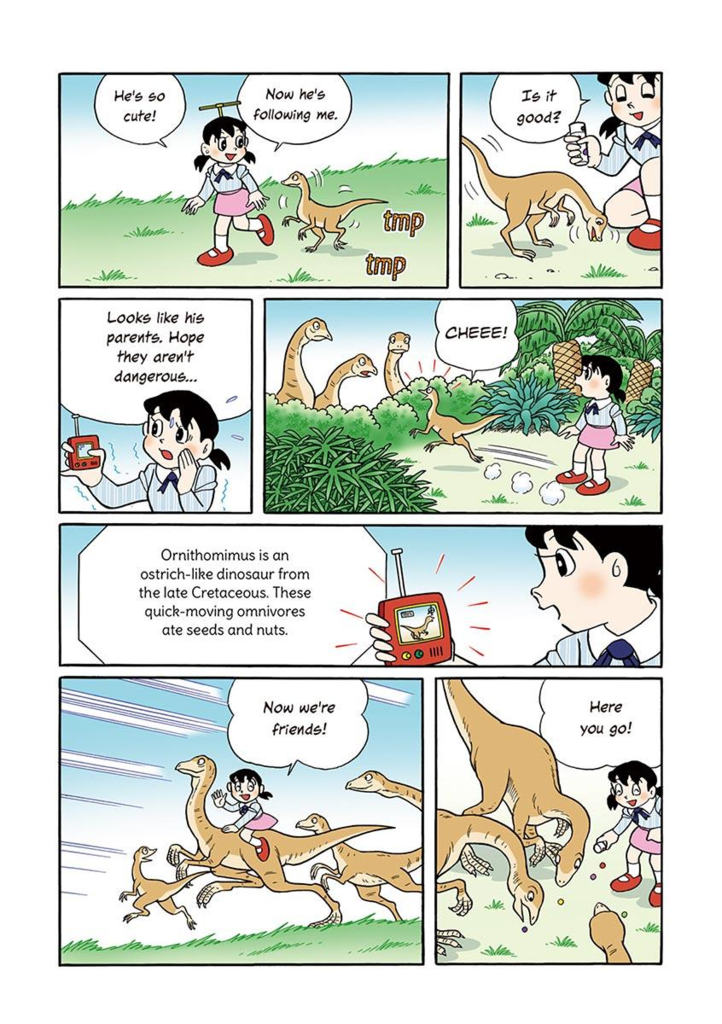 He's so
cute!
Now he's
following me.
tmp
tmp
Is it
good?
Looks like his
parents. Hope
they aren't
dangerous...
CHEEE!
Ornithomimus is an
ostrich-like dinosaur from
the late Cretaceous. These
quick-moving omnivores
ate seeds and nuts.
Now we're
friends!
Here
you go!